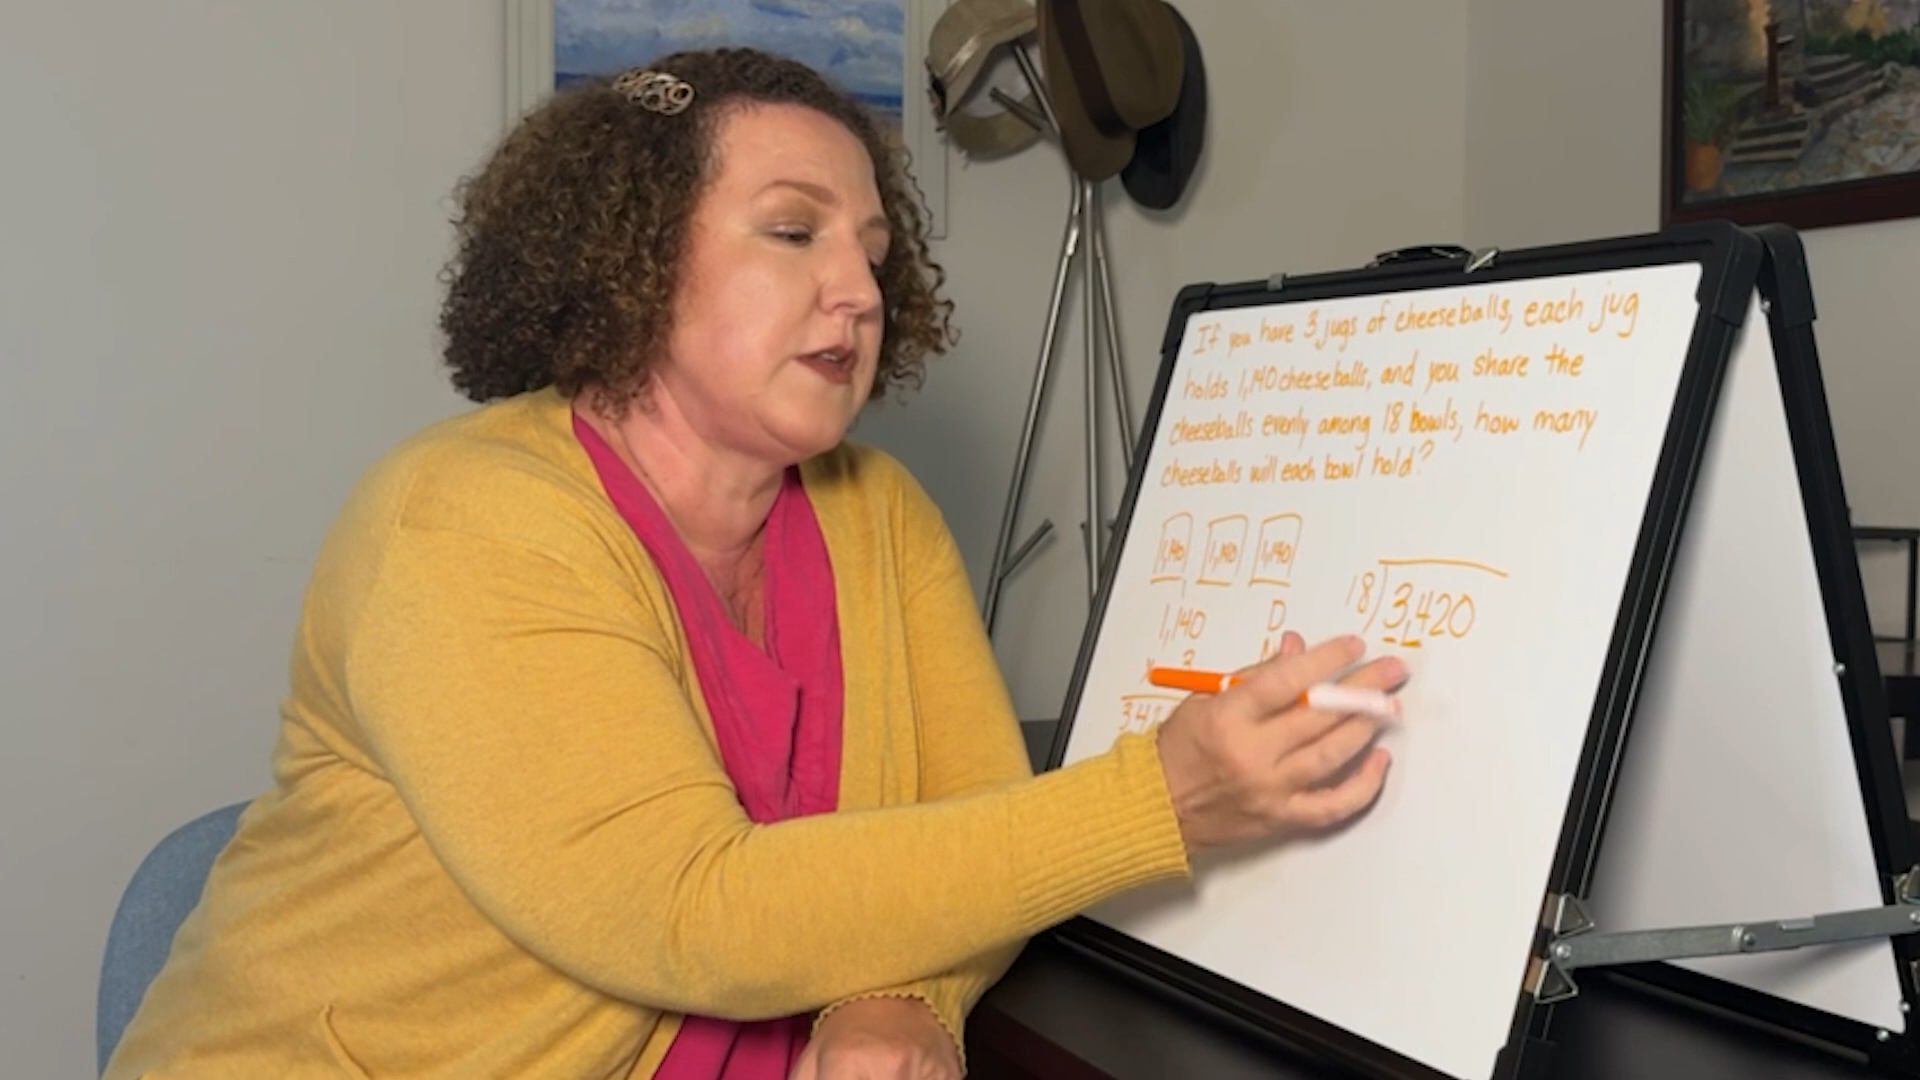 If you have 3 jugs of cheeseballs, each jug
holds 1,140 cheeseballs, and you share the
cheeseballs evenly among 18 bowls, how many
cheeseballs will each bowl hold?
1,140 1,140 1,140
1,140
3
34
D
18)3,420